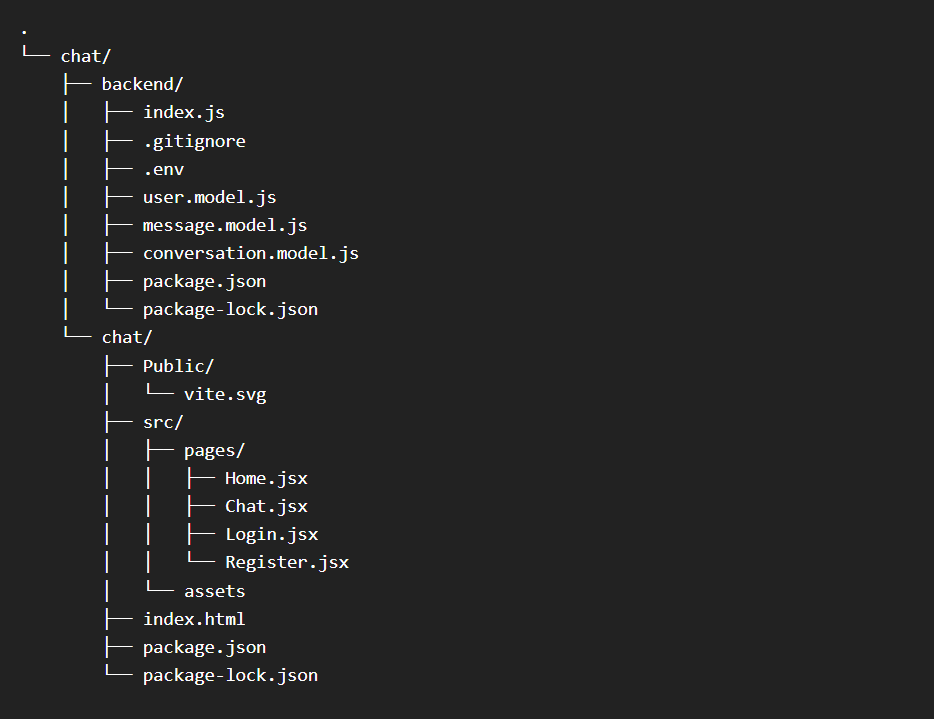 .
└── chat/
    ├── backend/
    │   ├── index.js
    │   ├── .gitignore
    │   ├── .env
    │   ├── user.model.js
    │   ├── message.model.js
    │   ├── conversation.model.js
    │   ├── package.json
    │   └── package-lock.json
    └── chat/
        ├── Public/
        │   └── vite.svg
        ├── src/
        │   ├── pages/
        │   │   ├── Home.jsx
        │   │   ├── Chat.jsx
        │   │   ├── Login.jsx
        │   │   └── Register.jsx
        │   └── assets
        ├── index.html
        ├── package.json
        └── package-lock.json